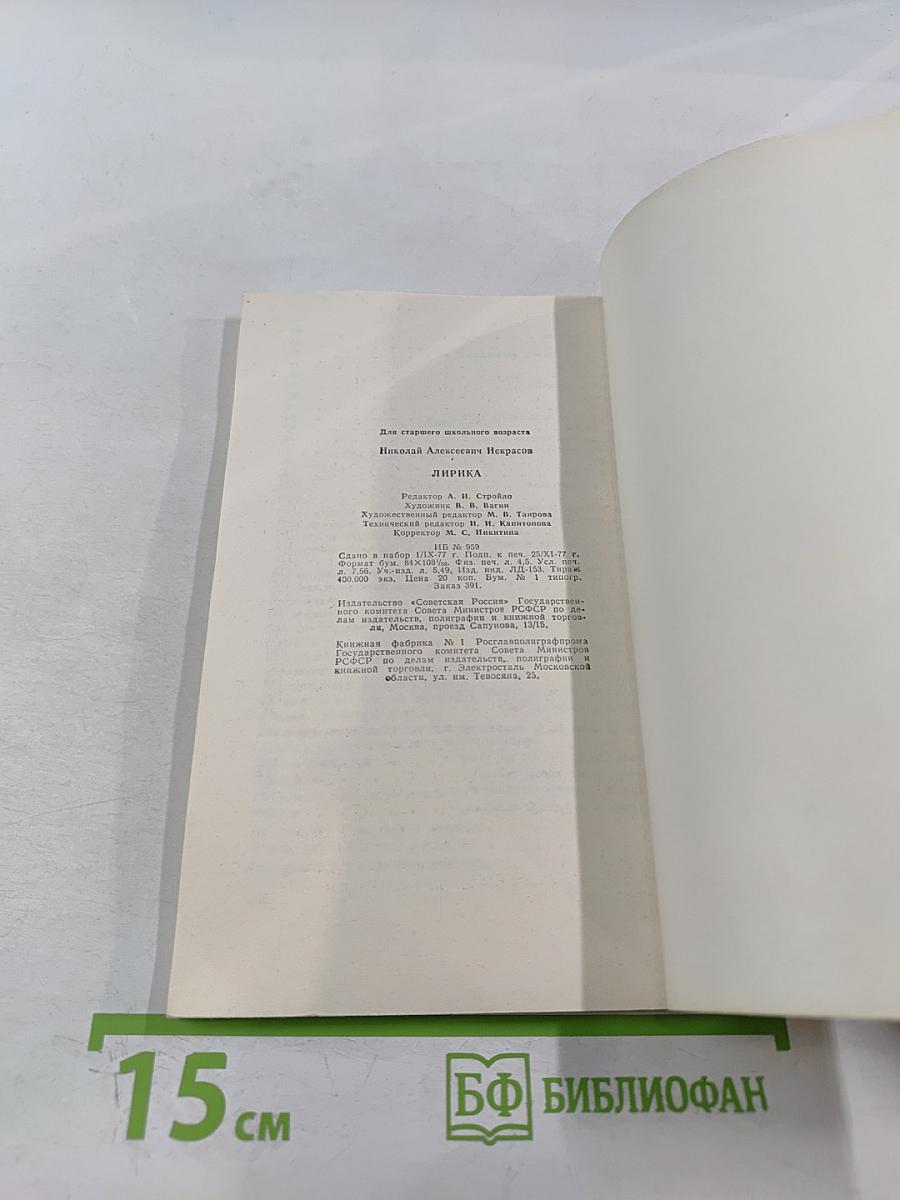 Для старшего школьного возраста
Николай Алексеевич Некрасов
ЛИРИКА
Редактор А. И. Стройло
Художник В. В. Вагин
Художественный редактор М. В. Таирова
Технический редактор И. И. Капитонова
Корректор М. С. Никитина
ИБ № 959
Сдано в набор 1/IX-77 г. Подп. к печ. 25/XI-77 г.
Формат бум. 84×108¹/₃₂. Физ. печ. л. 4,5. Усл. печ.
л. 7,56. Уч.-изд. л. 5,49. Изд. инд. ЛД-153. Тираж
400.000 экз. Цена 20 коп. Бум. № 1 типогр.
Заказ 391.
Издательство «Советская Россия» Государствен-
ного комитета Совета Министров РСФСР по де-
лам издательств, полиграфии и книжной торгов-
ли, Москва, проезд Сапунова, 13/15.
Книжная фабрика № 1 Росглавполиграфпрома
Государственного комитета Совета Министров
РСФСР по делам издательств, полиграфии и
книжной торговли, г. Электросталь Московской
области, ул. им. Тевосяна, 25.
15 см
БФ БИБЛИОФАН